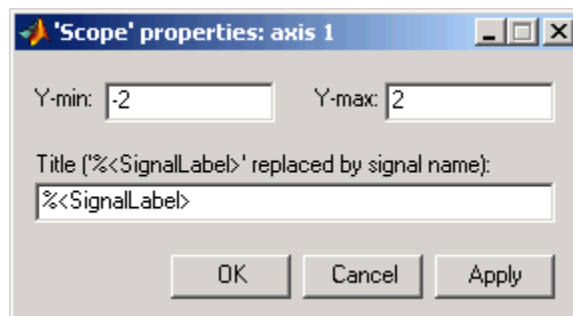 'Scope' properties: axis 1
Y-min: -2 Y-max: 2
Title ('%<SignalLabel>' replaced by signal name):
%<SignalLabel>
OK Cancel Apply